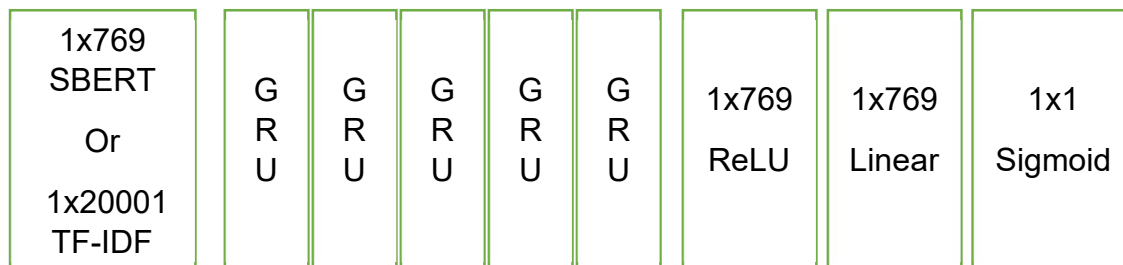 1x769
SBERT
Or
1x20001
TF-IDF
G
R
U
G
R
U
G
R
U
G
R
U
G
R
U
1x769
ReLU
1x769
Linear
1x1
Sigmoid